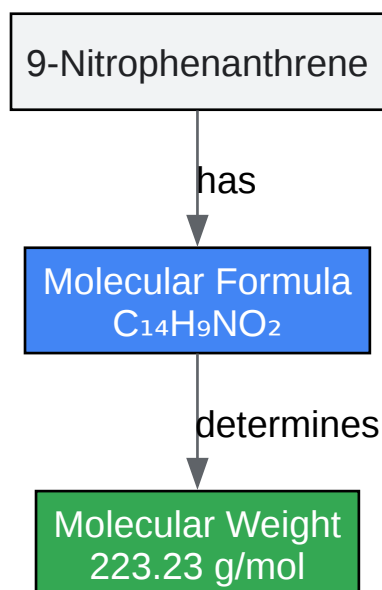 9-Nitrophenanthrene
has
Molecular Formula
C₁₄H₉NO₂
determines
Molecular Weight
223.23 g/mol